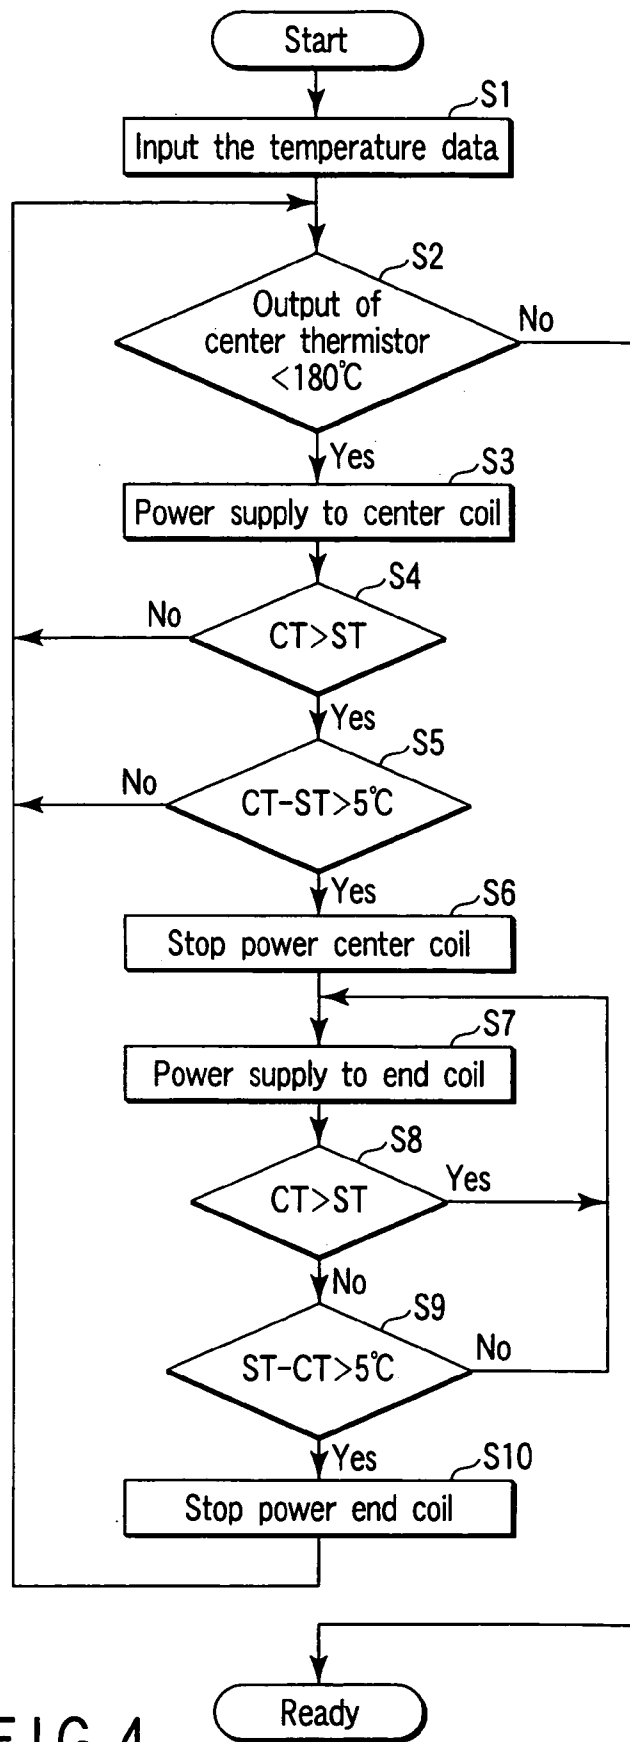 Start
S1
Input the temperature data
S2
Output of
center thermistor
<180℃
No
Yes
S3
Power supply to center coil
S4
No
CT>ST
Yes
S5
No
CT-ST>5℃
Yes
S6
Stop power center coil
S7
Power supply to end coil
S8
CT>ST
Yes
No
S9
ST-CT>5℃
No
Yes
S10
Stop power end coil
Ready
FIG.4